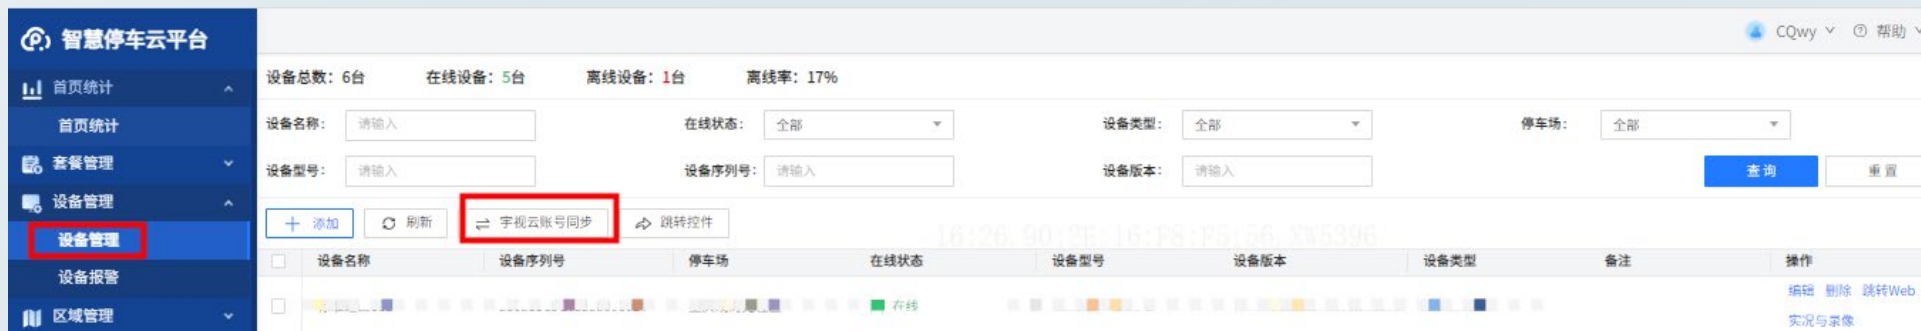 智慧停车云平台
CQwy 帮助
首页统计
设备总数：6台 在线设备：5台 离线设备：1台 离线率：17%
首页统计
设备名称： 请输入 在线状态： 全部 设备类型： 全部 停车场： 全部
套餐管理
设备型号： 请输入 设备序列号： 请输入 设备版本： 请输入 查询 重置
设备管理
添加 刷新 宇视云账号同步 跳转控件
设备管理
设备名称 设备序列号 停车场 在线状态 设备型号 设备版本 设备类型 备注 操作
设备报警
在线 编辑 删除 跳转Web
区域管理
实况与录像